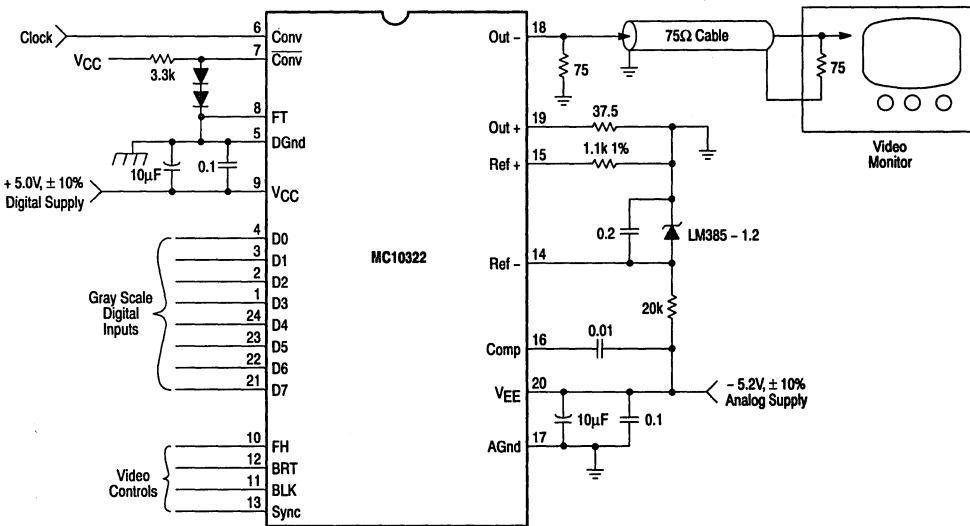 Clock
6
Conv
VCC
3.3k
7
Conv
8
FT
5
DGnd
10μF
0.1
+ 5.0V, ± 10%
Digital Supply
9
VCC
4
D0
3
D1
2
D2
1
D3
24
D4
23
D5
22
D6
21
D7
Gray Scale
Digital
Inputs
10
FH
12
BRT
11
BLK
13
Sync
Video
Controls
MC10322
Out –
18
75
75Ω Cable
75
Video
Monitor
Out +
19
37.5
Ref +
15
1.1k 1%
0.2
LM385 – 1.2
Ref –
14
20k
Comp
16
0.01
VEE
20
– 5.2V, ± 10%
Analog Supply
10μF
0.1
AGnd
17